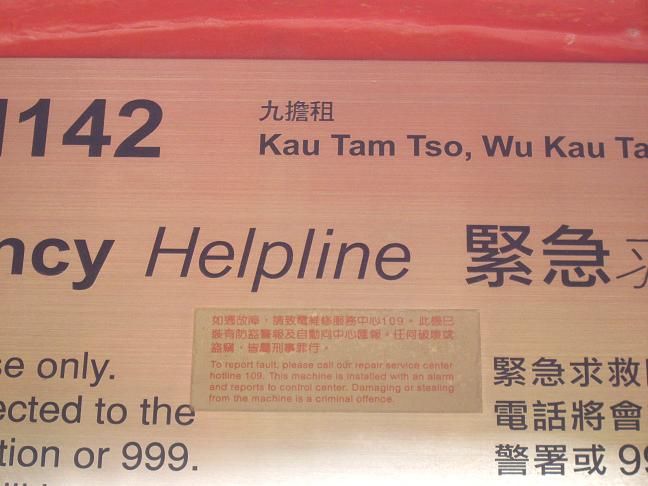 142
九擔租
Kau Tam Tso, Wu Kau Ta
ncy Helpline 緊急求
如遇故障，請致電維修服務中心109。此機已
裝有防盜警報及自動向中心匯報。任何破壞或
盜竊，皆屬刑事罪行。
To report fault, please call our repair service center
hotline 109. This machine is installed with an alarm
and reports to control center. Damaging or stealing
from the machine is a criminal offence.
se only.
ected to the
tion or 999.
緊急求救
電話將會
警署或 99